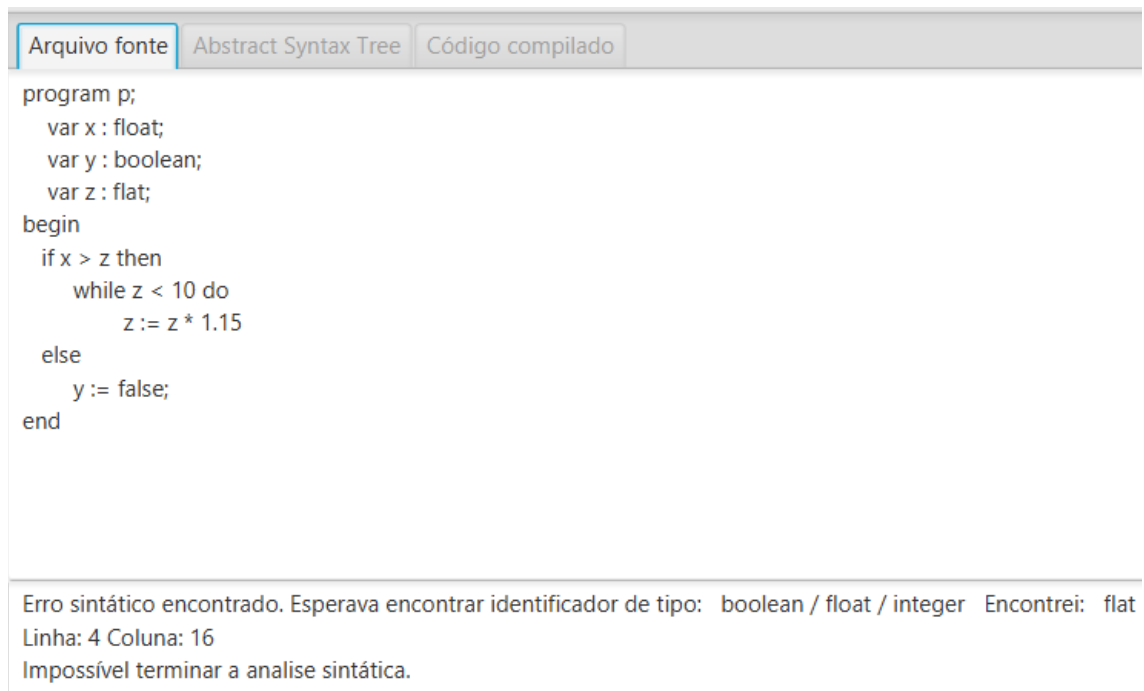 Arquivo fonte Abstract Syntax Tree Código compilado
program p;
var x : float;
var y : boolean;
var z : flat;
begin
if x > z then
while z < 10 do
z := z * 1.15
else
y := false;
end
Erro sintático encontrado. Esperava encontrar identificador de tipo: boolean / float / integer Encontrei: flat
Linha: 4 Coluna: 16
Impossível terminar a analise sintática.